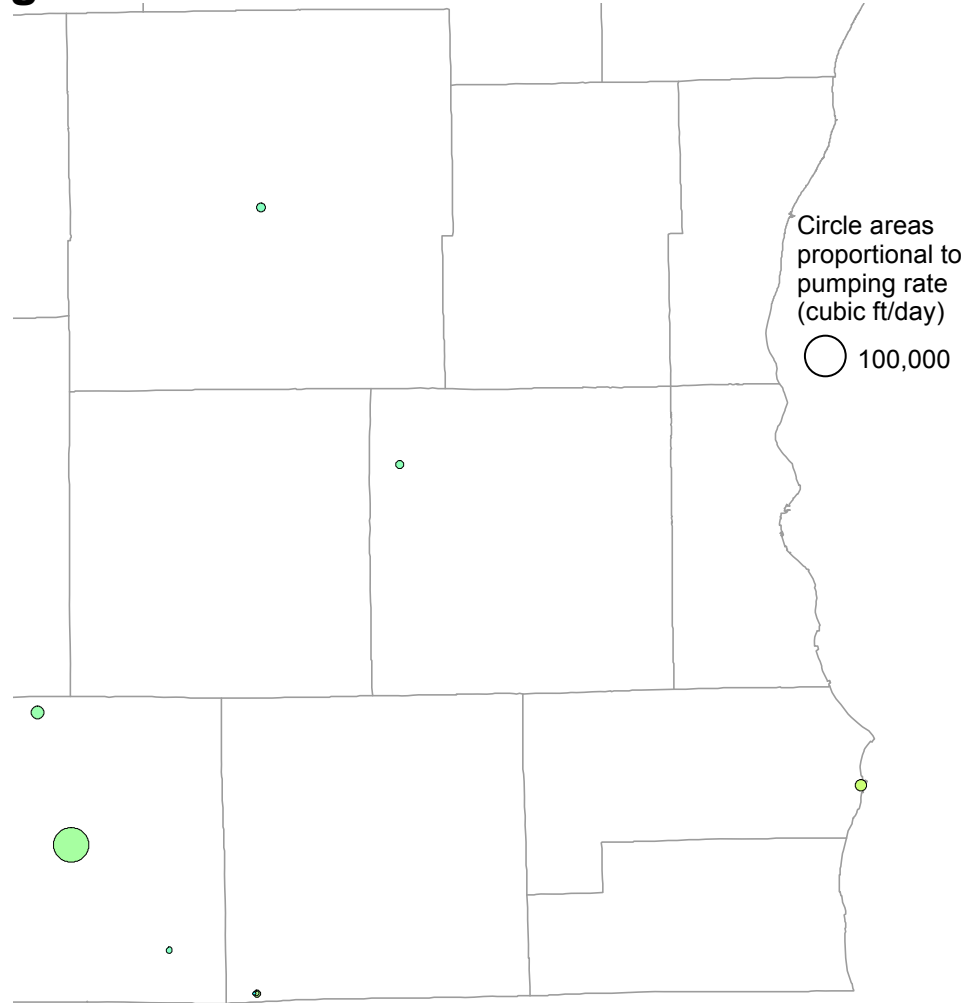 Circle areas
proportional to
pumping rate
(cubic ft/day)
100,000